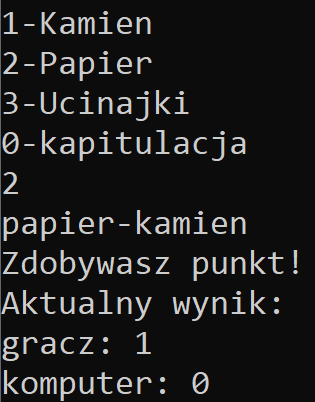 1-Kamien
2-Papier
3-Ucinajki
0-kapitulacja
2
papier-kamien
Zdobywasz punkt!
Aktualny wynik:
gracz: 1
komputer: 0